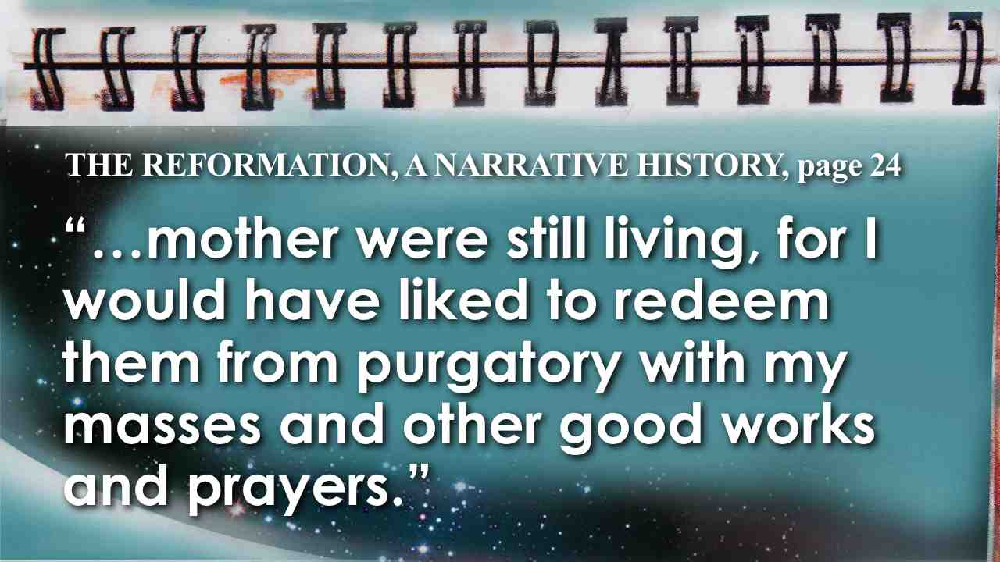 THE REFORMATION, A NARRATIVE HISTORY, page 24
“…mother were still living, for I
would have liked to redeem
them from purgatory with my
masses and other good works
and prayers.”